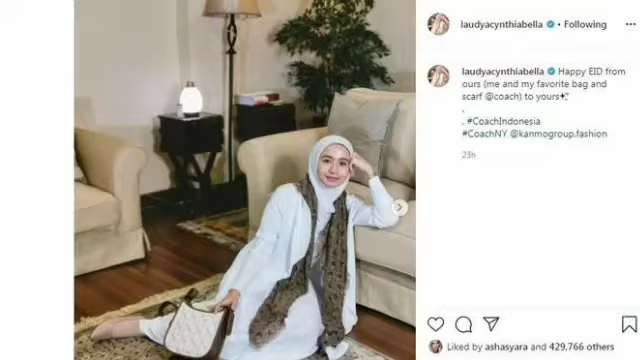 laudyacynthiabella • Following
laudyacynthiabella Happy EID from
ours (me and my favorite bag and
scarf @coach) to yours✨
.
. #CoachIndonesia
#CoachNY @kanmogroup.fashion
23h
Liked by ashasyara and 429,766 others